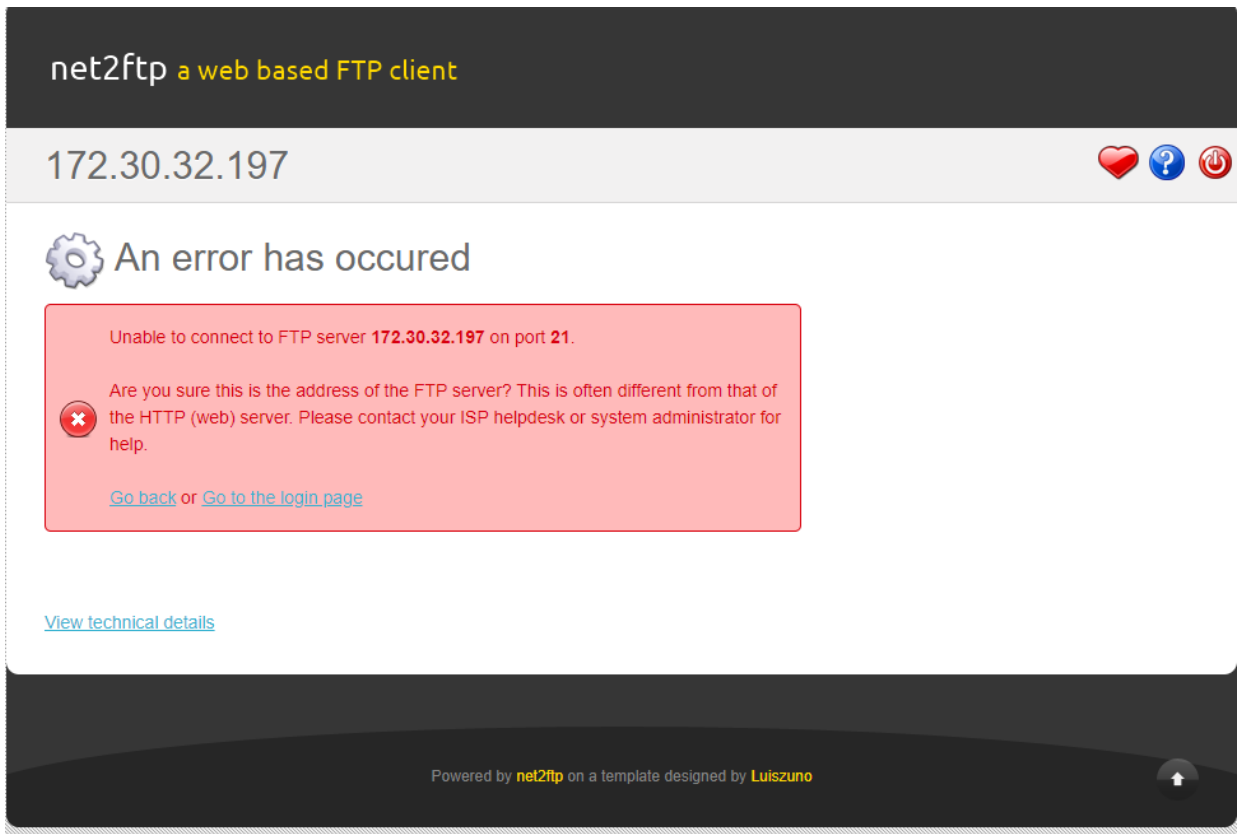 net2ftp a web based FTP client
172.30.32.197
An error has occured
Unable to connect to FTP server 172.30.32.197 on port 21.
Are you sure this is the address of the FTP server? This is often different from that of
the HTTP (web) server. Please contact your ISP helpdesk or system administrator for
help.
Go back or Go to the login page
View technical details
Powered by net2ftp on a template designed by Luiszuno